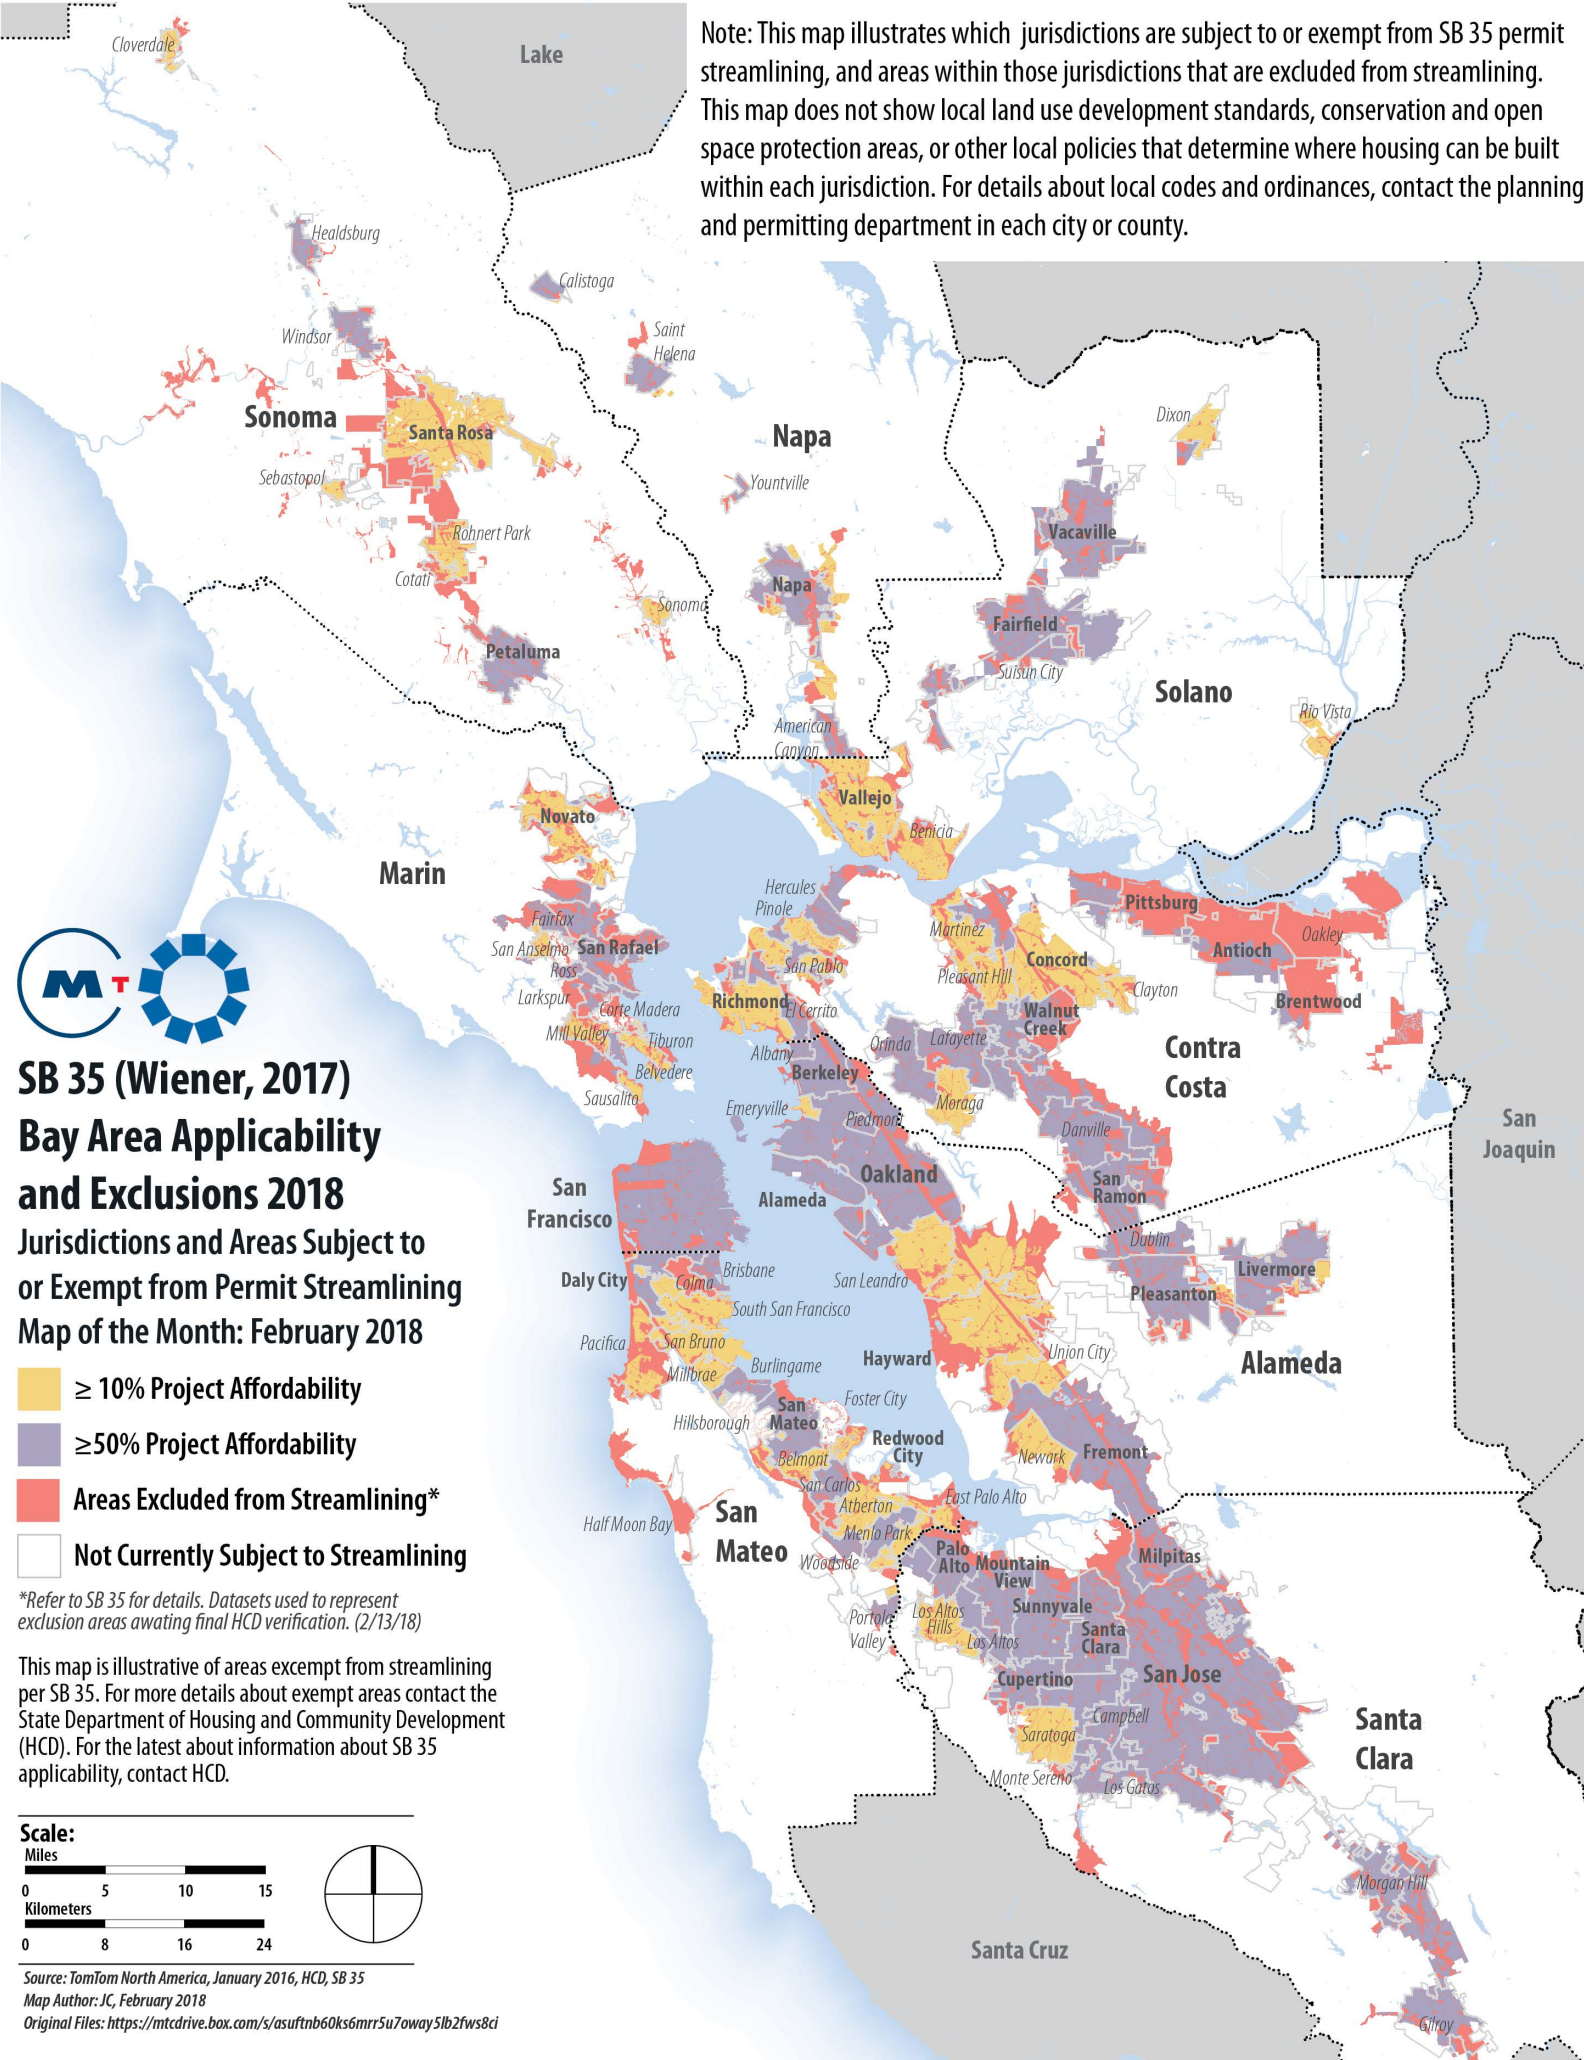 Note: This map illustrates which jurisdictions are subject to or exempt from SB 35 permit
streamlining, and areas within those jurisdictions that are excluded from streamlining.
This map does not show local land use development standards, conservation and open
space protection areas, or other local policies that determine where housing can be built
within each jurisdiction. For details about local codes and ordinances, contact the planning
and permitting department in each city or county.
Cloverdale
Lake
Healdsburg
Calistoga
Windsor
Saint
Helena
Sonoma
Santa Rosa
Napa
Dixon
Sebastopol
Yountville
Rohnert Park
Vacaville
Cotati
Napa
Sonoma
Fairfield
Petaluma
Suisun City
Solano
American
Canyon
Rio Vista
Vallejo
Novato
Benicia
Marin
Hercules
Pinole
Pittsburg
Fairfax
Martinez
Oakley
San Anselmo
San Rafael
Antioch
Ross
San Pablo
Concord
Pleasant Hill
Larkspur
Richmond
Clayton
Brentwood
Corte Madera
El Cerrito
Walnut
Creek
Mill Valley
Tiburon
Orinda
Lafayette
Contra
Costa
Albany
Belvedere
Berkeley
Sausalito
Emeryville
Moraga
Piedmont
Danville
San
Joaquin
San
Francisco
Alameda
Oakland
San
Ramon
Dublin
Daly City
Colma
Brisbane
San Leandro
Livermore
Pleasanton
South San Francisco
Pacifica
San Bruno
Hayward
Union City
Alameda
Millbrae
Burlingame
Foster City
Hillsborough
San
Mateo
Redwood
City
Belmont
Newark
Fremont
San Carlos
Atherton
East Palo Alto
Half Moon Bay
San
Mateo
Menlo Park
Woodside
Palo
Alto
Mountain
View
Milpitas
Portola
Valley
Los Altos
Hills
Sunnyvale
Santa
Clara
Los Altos
Cupertino
San Jose
Campbell
Saratoga
Santa
Clara
Monte Sereno
Los Gatos
Morgan Hill
Santa Cruz
Gilroy
M T
SB 35 (Wiener, 2017)
Bay Area Applicability
and Exclusions 2018
Jurisdictions and Areas Subject to
or Exempt from Permit Streamlining
Map of the Month: February 2018
≥ 10% Project Affordability
≥50% Project Affordability
Areas Excluded from Streamlining*
Not Currently Subject to Streamlining
*Refer to SB 35 for details. Datasets used to represent
exclusion areas awating final HCD verification. (2/13/18)
This map is illustrative of areas excempt from streamlining
per SB 35. For more details about exempt areas contact the
State Department of Housing and Community Development
(HCD). For the latest about information about SB 35
applicability, contact HCD.
Scale:
Miles
0 5 10 15
Kilometers
0 8 16 24
Source: TomTom North America, January 2016, HCD, SB 35
Map Author: JC, February 2018
Original Files: https://mtcdrive.box.com/s/asuftnb60ks6mrr5u7oway5lb2fws8ci